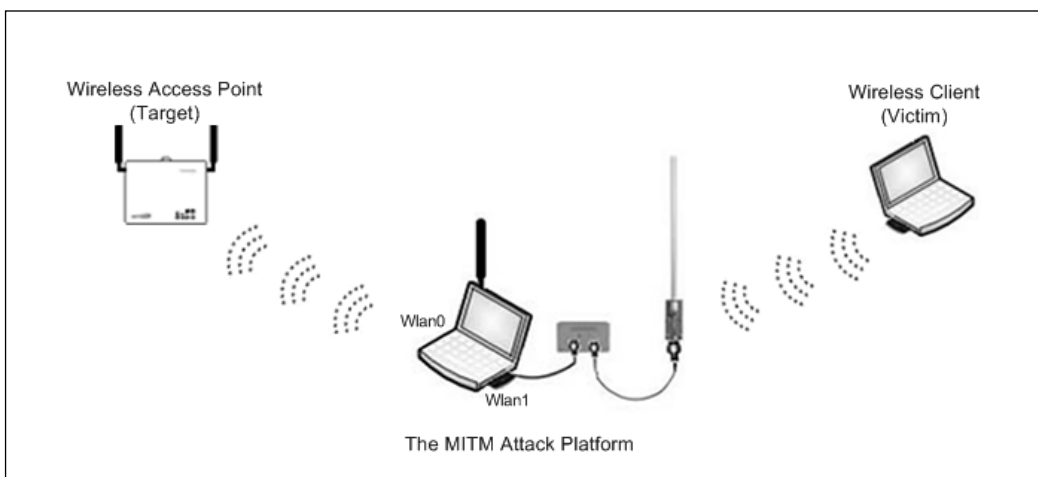 Wireless Access Point
(Target)
Wireless Client
(Victim)
Wlan0
Wlan1
The MITM Attack Platform